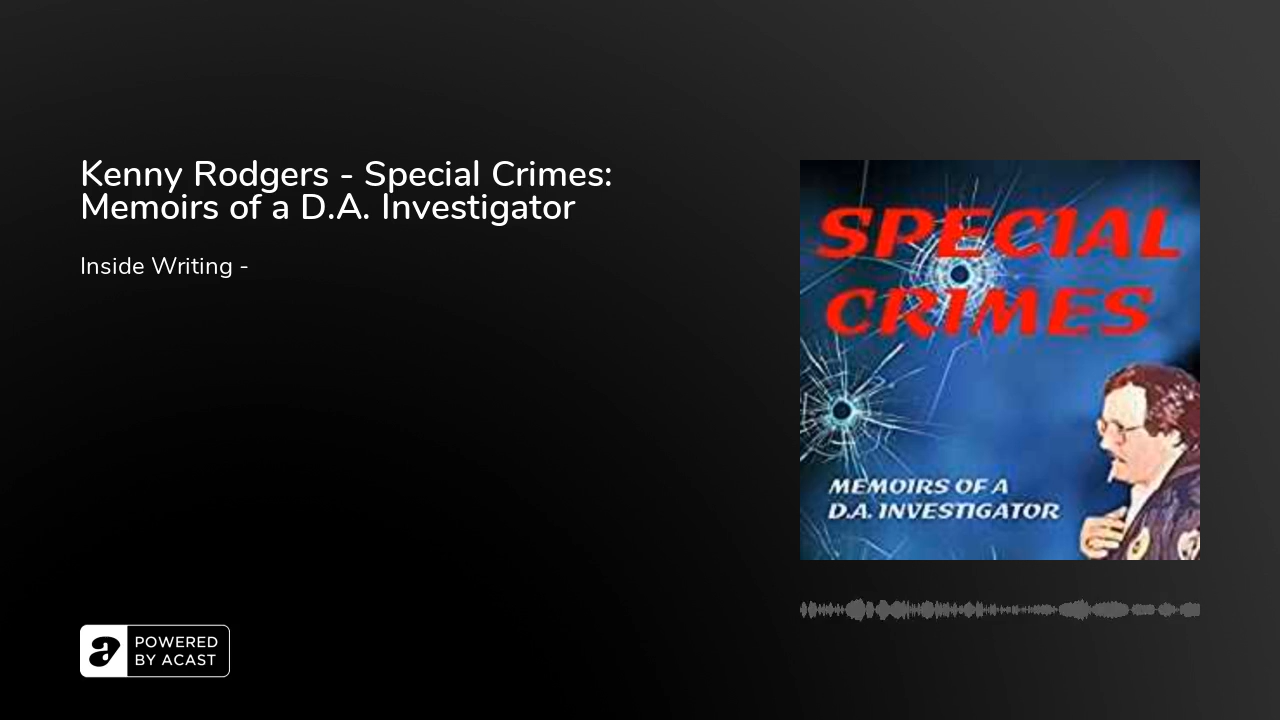 Kenny Rodgers - Special Crimes:
Memoirs of a D.A. Investigator
Inside Writing -
SPECIAL
CRIMES
MEMOIRS OF A
D.A. INVESTIGATOR
a POWERED
BY ACAST